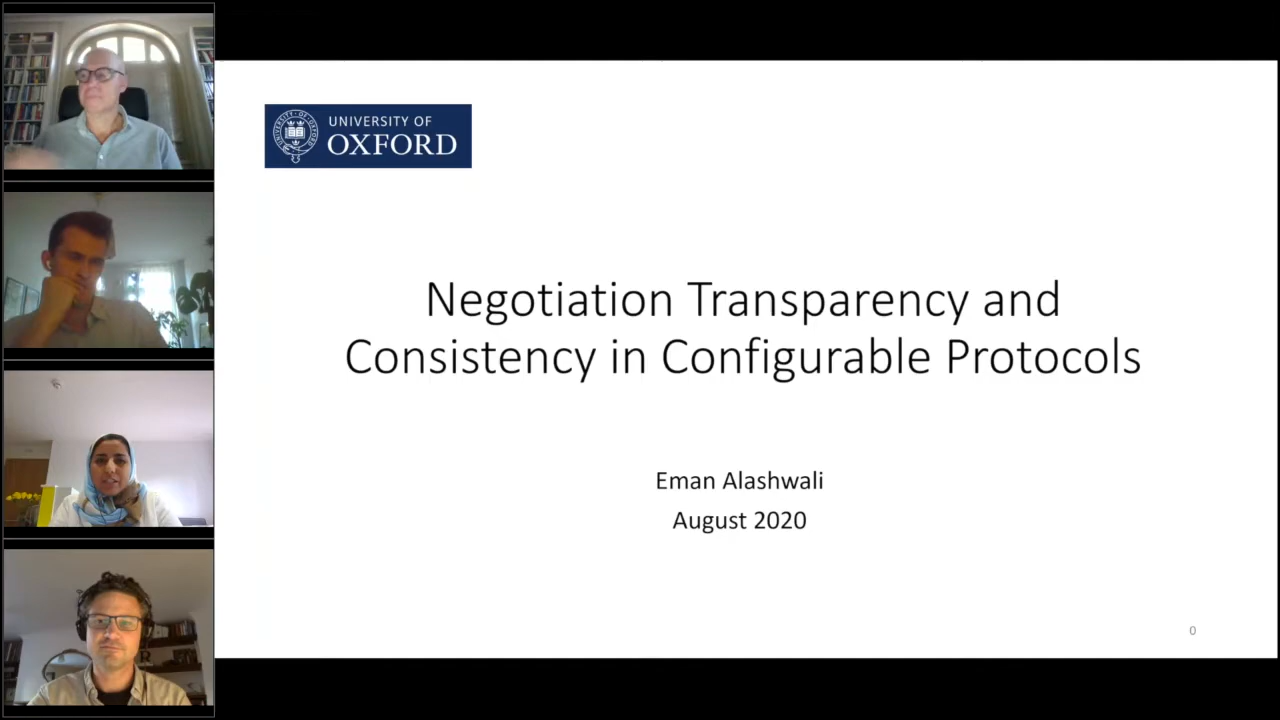 UNIVERSITY OF
OXFORD
Negotiation Transparency and
Consistency in Configurable Protocols
Eman Alashwali
August 2020
0